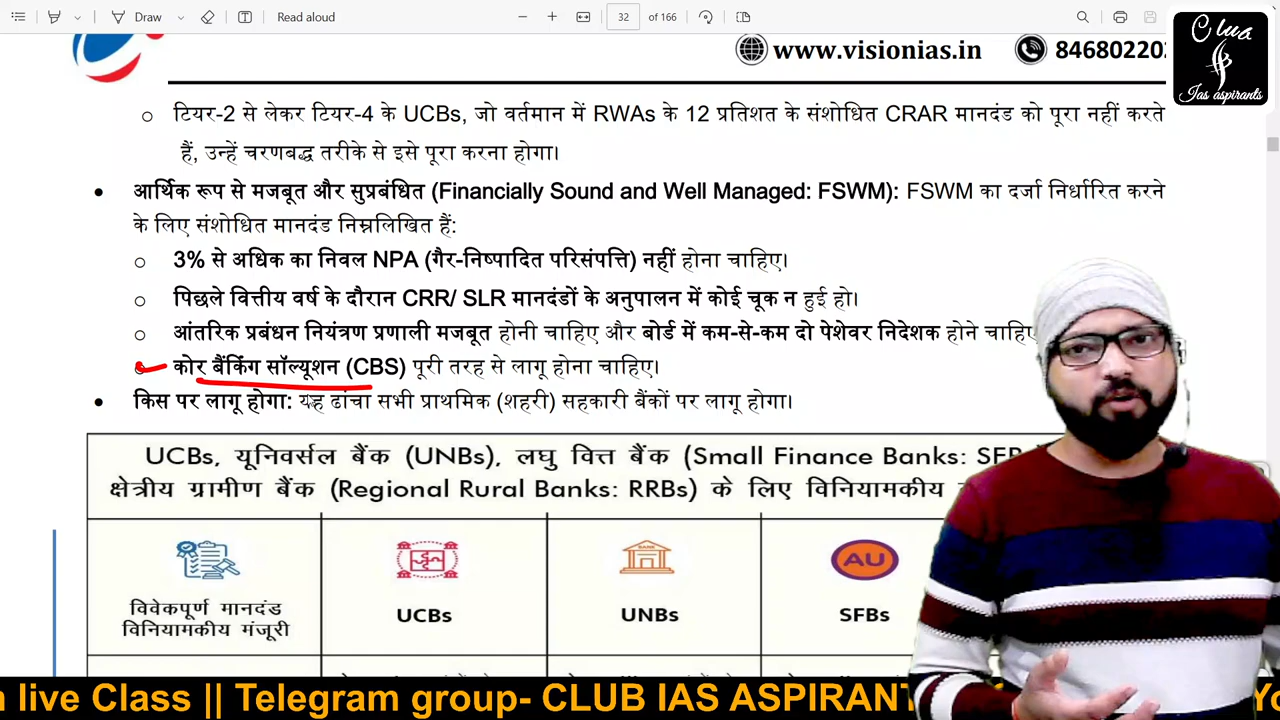 Draw
Read aloud
32
of 166
www.visionias.in
8468022022
Club
Ias aspirants
टियर-2 से लेकर टियर-4 के UCBs, जो वर्तमान में RWAs के 12 प्रतिशत के संशोधित CRAR मानदंड को पूरा नहीं करते
हैं, उन्हें चरणबद्ध तरीके से इसे पूरा करना होगा।
आर्थिक रूप से मजबूत और सुप्रबंधित (Financially Sound and Well Managed: FSWM): FSWM का दर्जा निर्धारित करने
के लिए संशोधित मानदंड निम्नलिखित हैं:
3% से अधिक का निवल NPA (गैर-निष्पादित परिसंपत्ति) नहीं होना चाहिए।
पिछले वित्तीय वर्ष के दौरान CRR/ SLR मानदंडों के अनुपालन में कोई चूक न हुई हो।
आंतरिक प्रबंधन नियंत्रण प्रणाली मजबूत होनी चाहिए और बोर्ड में कम-से-कम दो पेशेवर निदेशक होने चाहिए
कोर बैंकिंग सॉल्यूशन (CBS) पूरी तरह से लागू होना चाहिए।
किस पर लागू होगा: यह ढांचा सभी प्राथमिक (शहरी) सहकारी बैंकों पर लागू होगा।
UCBs, यूनिवर्सल बैंक (UNBs), लघु वित्त बैंक (Small Finance Banks: SFB
क्षेत्रीय ग्रामीण बैंक (Regional Rural Banks: RRBs) के लिए विनियामकीय
विवेकपूर्ण मानदंड
विनियामकीय मंजूरी
UCBs
BANK
UNBs
AU
SFBs
live Class || Telegram group- CLUB IAS ASPIRANT